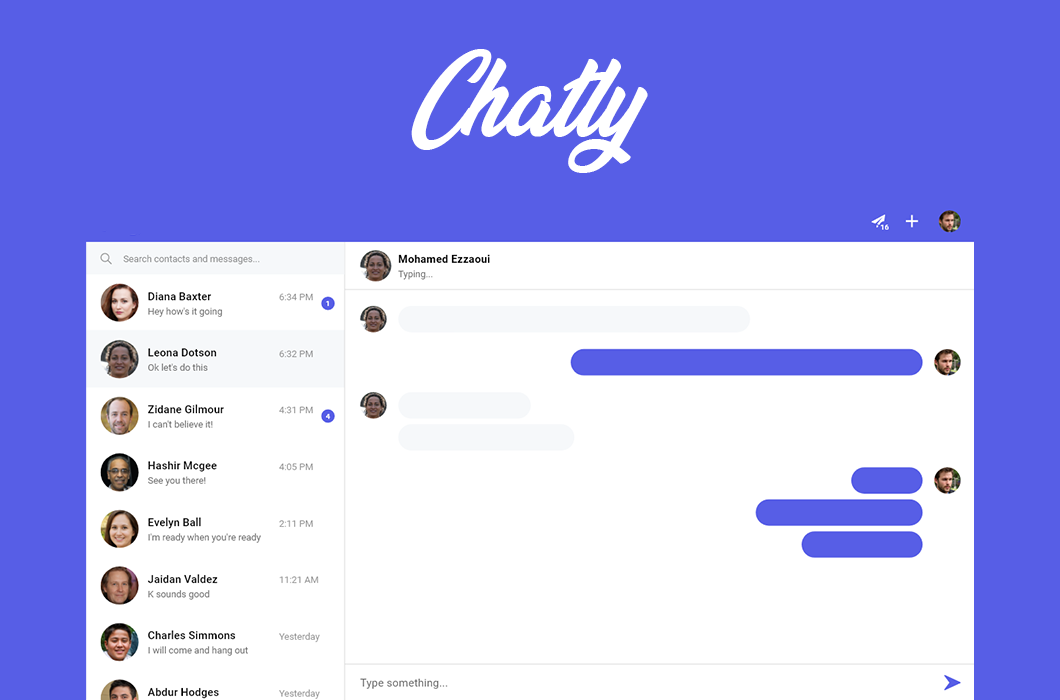 Chatly
16
Search contacts and messages...
Diana Baxter
6:34 PM
Hey how's it going
1
Leona Dotson
6:32 PM
Ok let's do this
Zidane Gilmour
4:31 PM
I can't believe it!
4
Hashir Mcgee
4:05 PM
See you there!
Evelyn Ball
2:11 PM
I'm ready when you're ready
Jaidan Valdez
11:21 AM
K sounds good
Charles Simmons
Yesterday
I will come and hang out
Abdur Hodges
Yesterday
Mohamed Ezzaoui
Typing...
Type something...